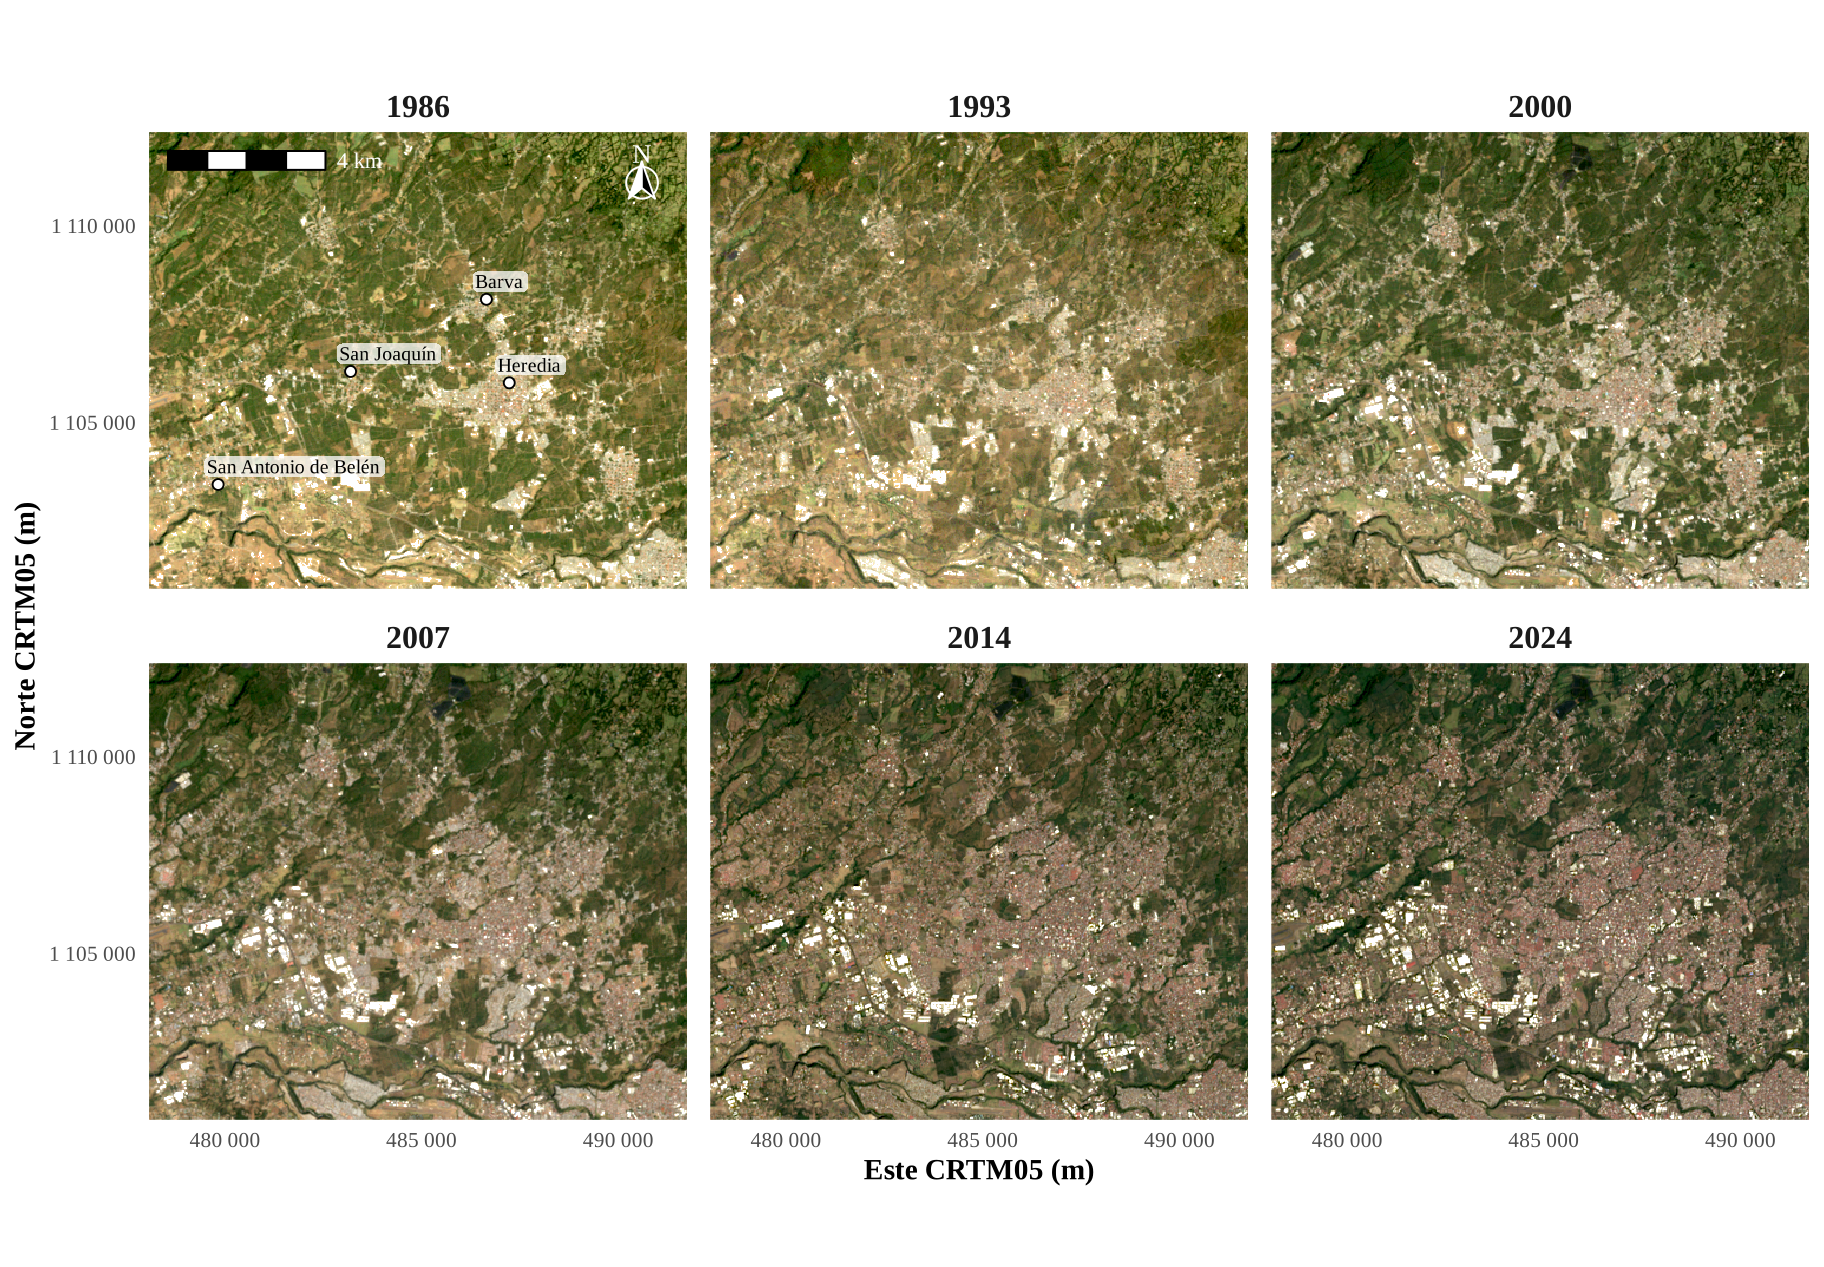 1986
1993
2000
4 km
N
1 110 000
Barva
San Joaquín
Heredia
1 105 000
San Antonio de Belén
Norte CRTM05 (m)
2007
2014
2024
1 110 000
1 105 000
480 000
485 000
490 000
480 000
485 000
490 000
480 000
485 000
490 000
Este CRTM05 (m)